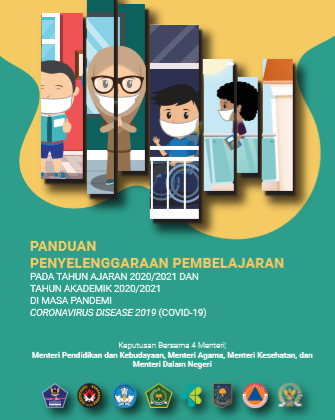 PANDUAN
PENYELENGGARAAN PEMBELAJARAN
PADA TAHUN AJARAN 2020/2021 DAN
TAHUN AKADEMIK 2020/2021
DI MASA PANDEMI
CORONAVIRUS DISEASE 2019 (COVID-19)
Keputusan Bersama 4 Menteri;
Menteri Pendidikan dan Kebudayaan, Menteri Agama, Menteri Kesehatan, dan
Menteri Dalam Negeri